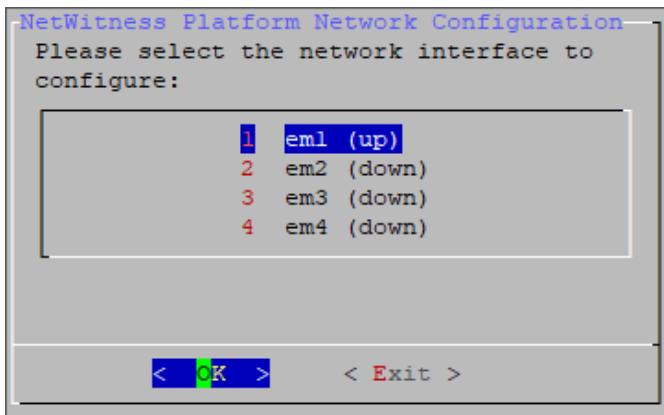 NetWitness Platform Network Configuration
Please select the network interface to
configure:
1 em1 (up)
2 em2 (down)
3 em3 (down)
4 em4 (down)
< OK > < Exit >